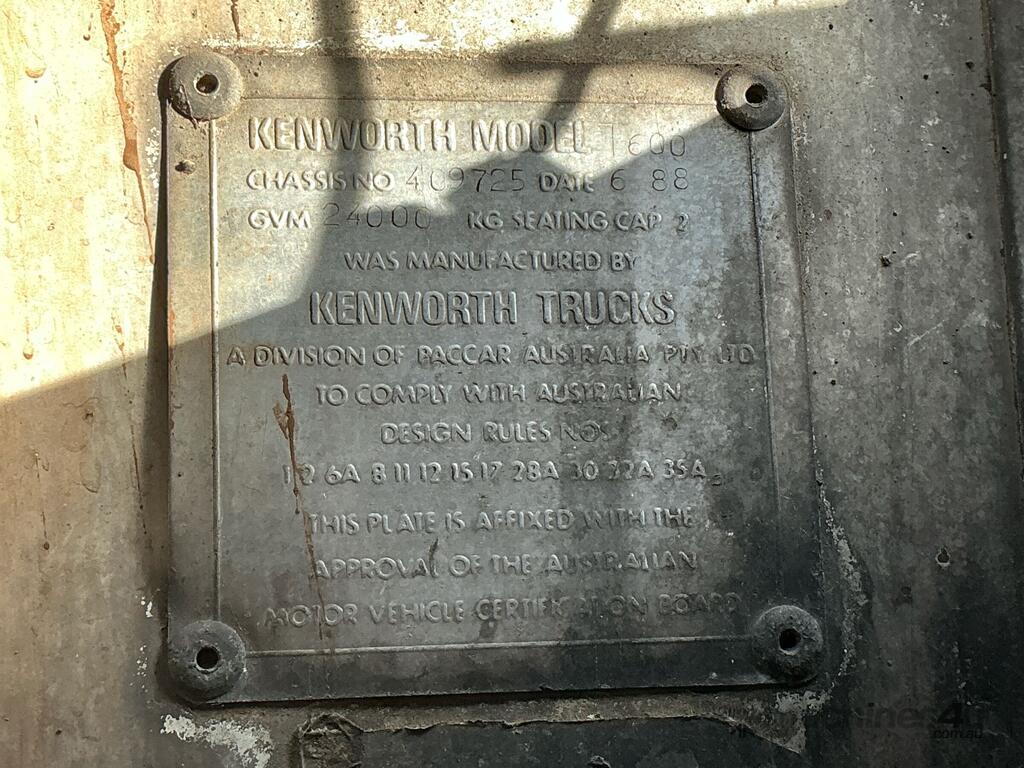 KENWORTH MODEL T600
CHASSIS NO 409725 DATE 6 88
GVM 24000 KG SEATING CAP 2
WAS MANUFACTURED BY
KENWORTH TRUCKS
A DIVISION OF PACCAR AUSTRALIA PTY LTD
TO COMPLY WITH AUSTRALIAN
DESIGN RULES NOS
1 2 6A 8 11 12 15 17 28A 30 32A 35A
THIS PLATE IS AFFIXED WITH THE
APPROVAL OF THE AUSTRALIAN
MOTOR VEHICLE CERTIFICATION BOARD
machines4u
.com.au